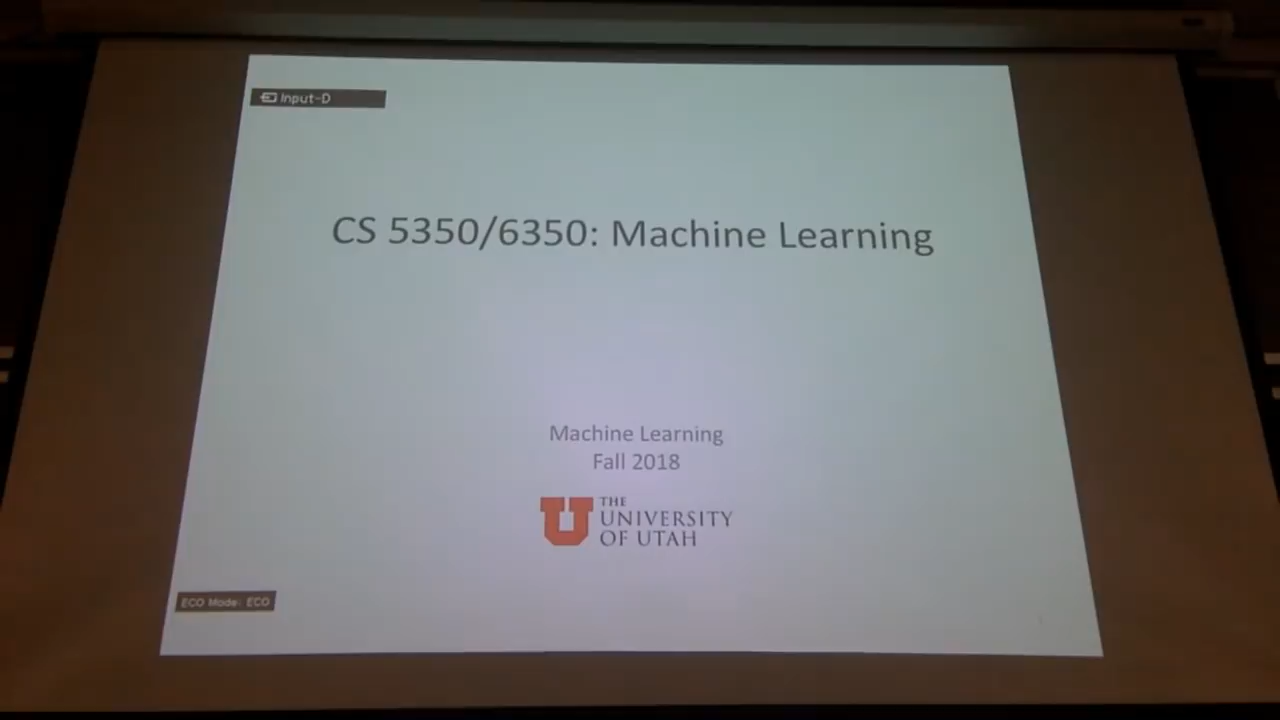 Input-D
CS 5350/6350: Machine Learning
Machine Learning
Fall 2018
THE
UNIVERSITY
OF UTAH
ECO Mode: ECO